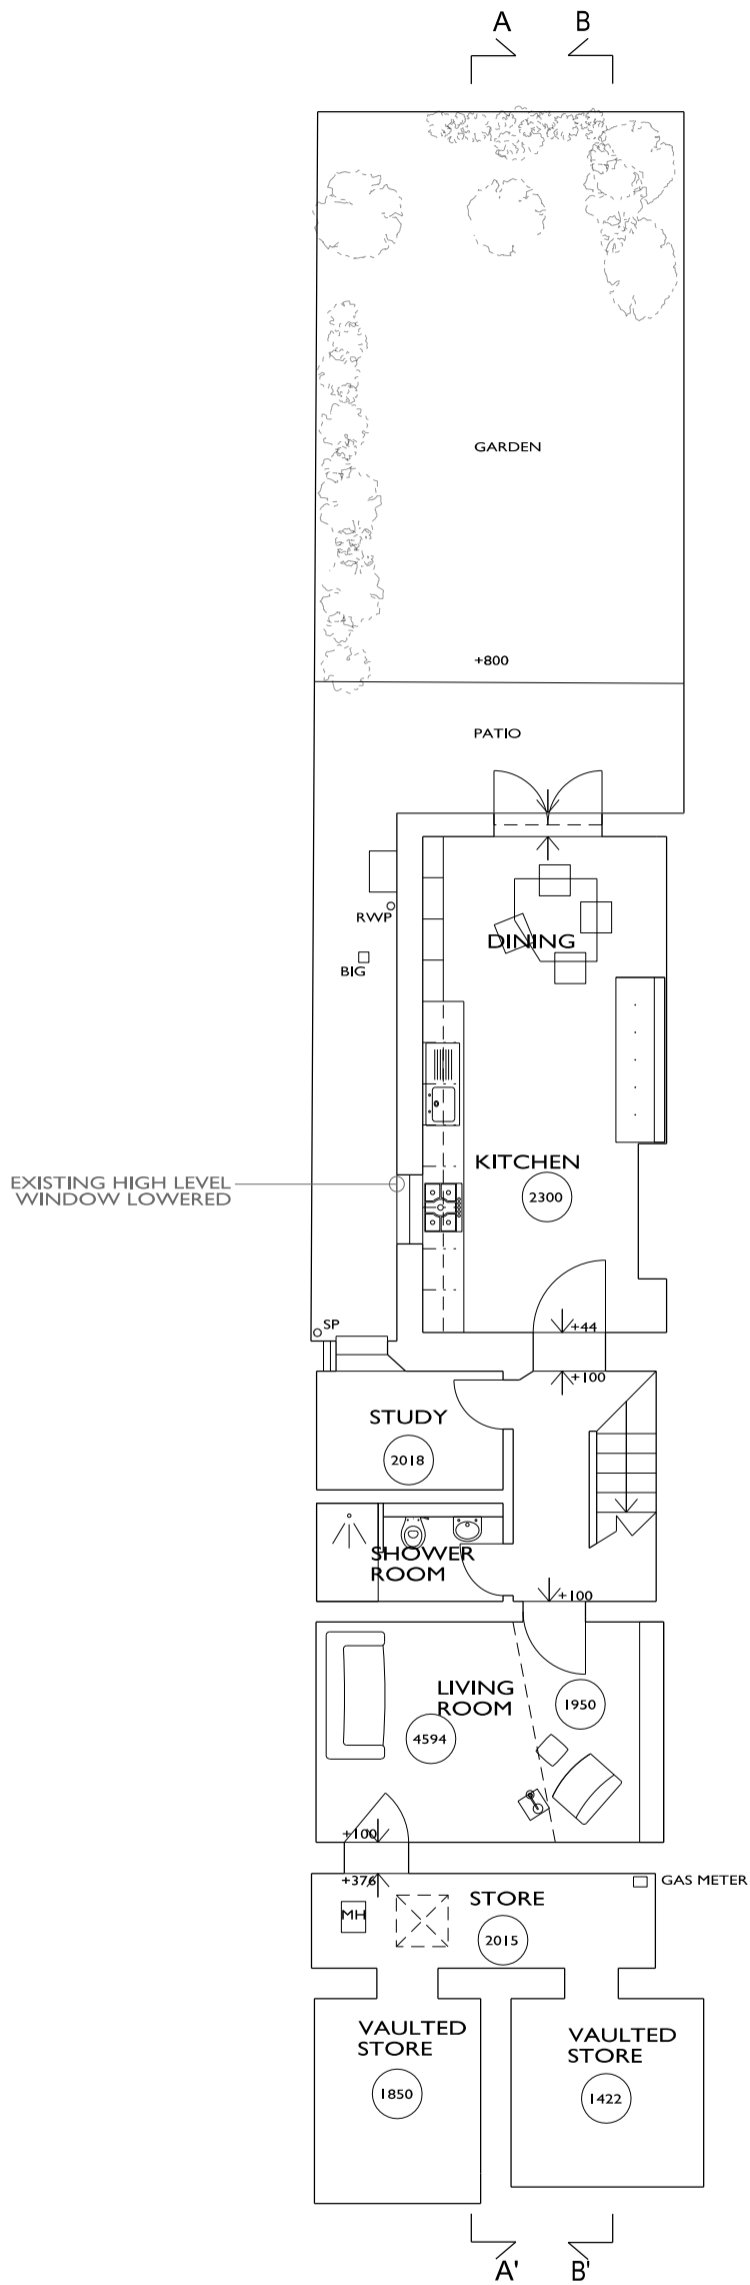 A B
GARDEN
+800
PATIO
RWP
DINING
BIG
KITCHEN
2300
EXISTING HIGH LEVEL
WINDOW LOWERED
SP
+44
+100
STUDY
2018
SHOWER
ROOM
+100
LIVING
ROOM
1950
4594
+100
+376
GAS METER
STORE
MH
2015
VAULTED
STORE
1850
VAULTED
STORE
1422
A' B'